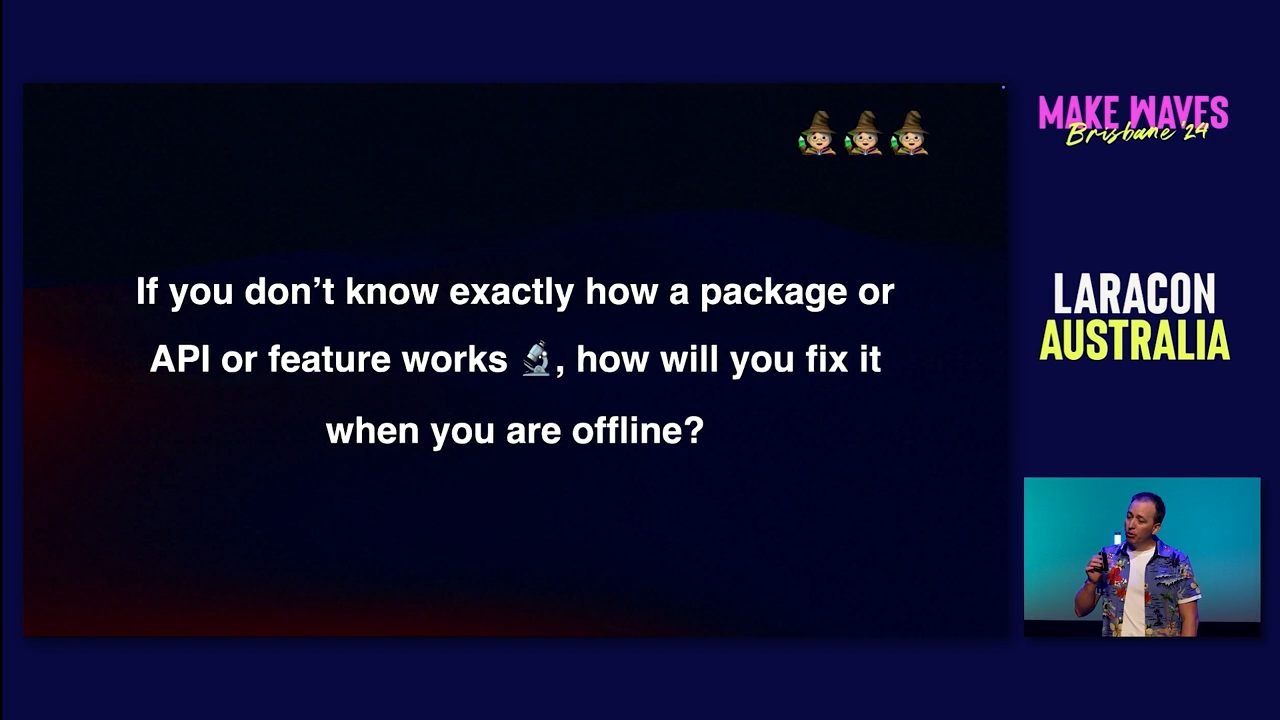 If you don’t know exactly how a package or
API or feature works 🔬, how will you fix it
when you are offline?
MAKE WAVES
Brisbane '24
LARACON
AUSTRALIA